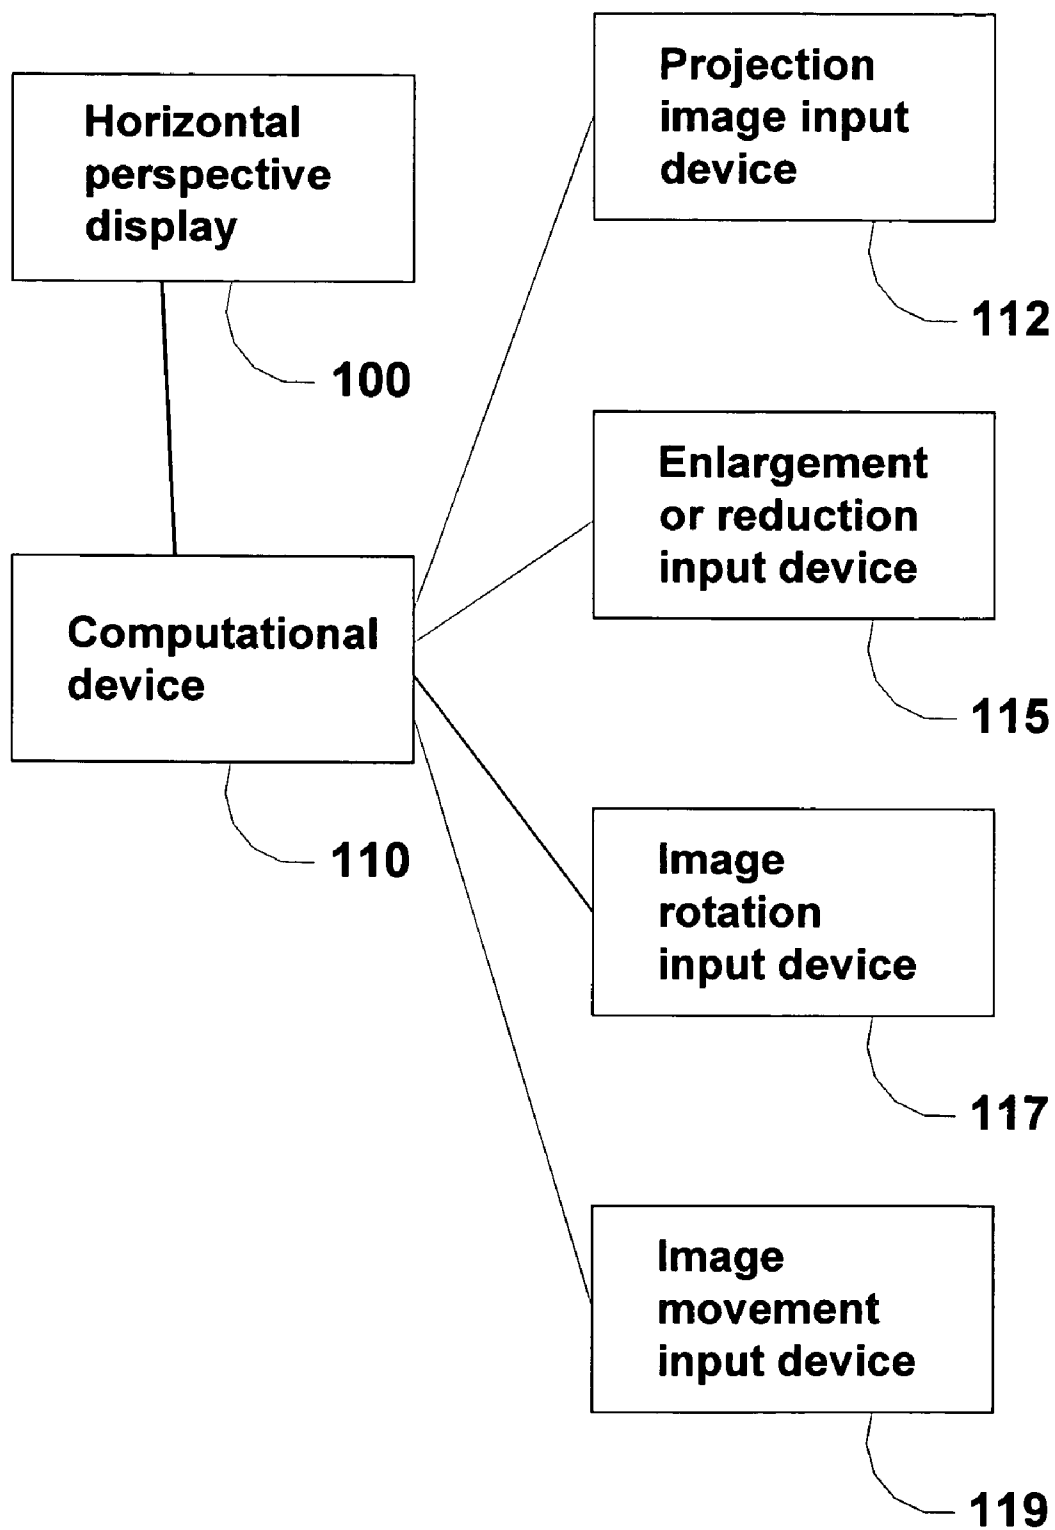 Horizontal
perspective
display
100
Computational
device
110
Projection
image input
device
112
Enlargement
or reduction
input device
115
Image
rotation
input device
117
Image
movement
input device
119